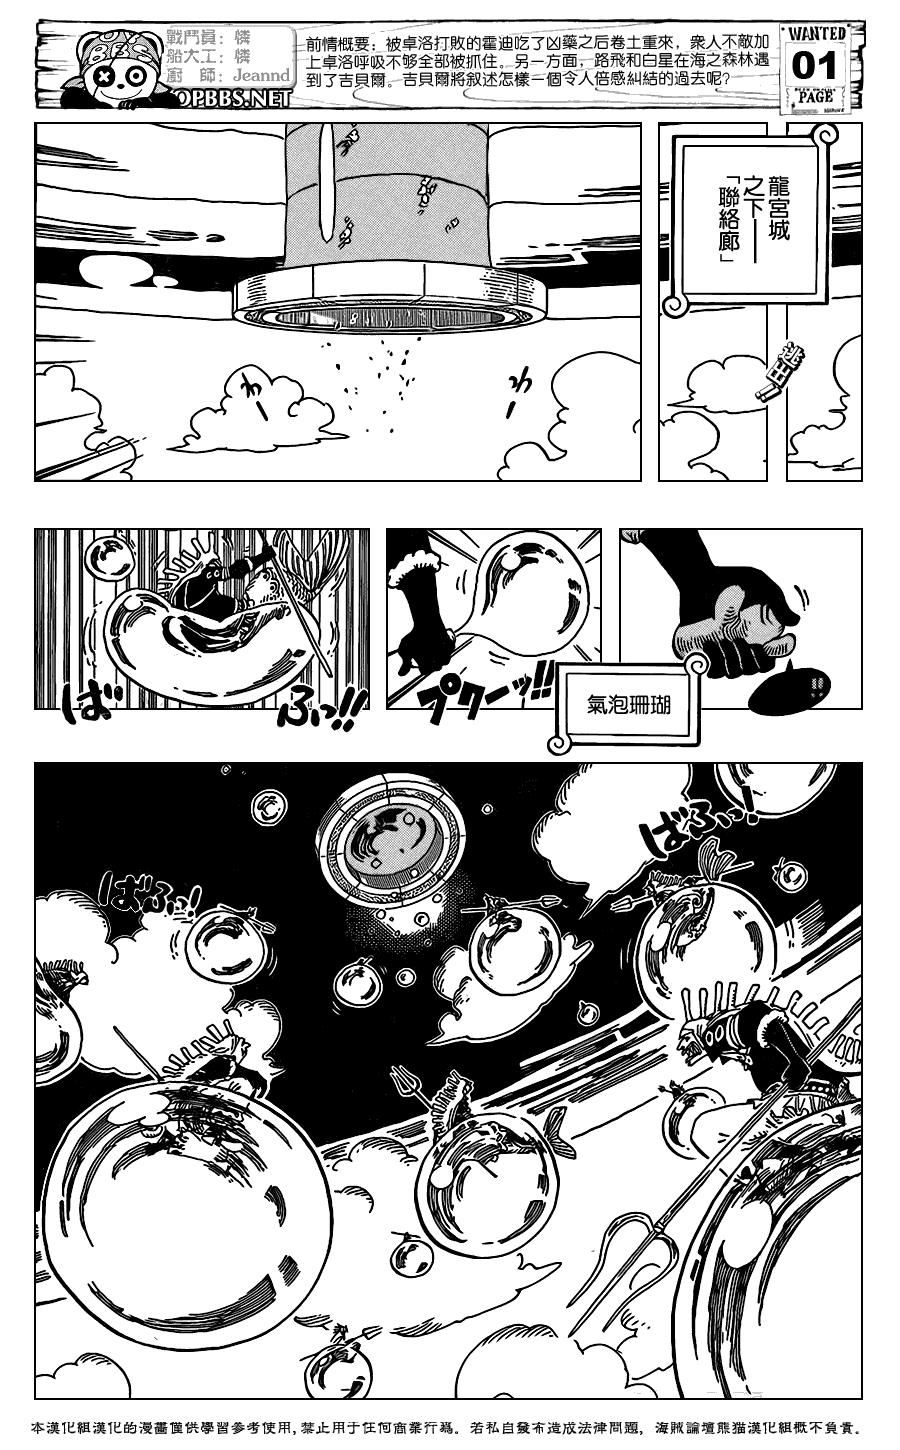 戰鬥員：憐
船大工：憐
廚　師：Jeannd
OPBBS.NET
前情概要：被卓洛打敗的霍迪吃了凶藥之后卷土重來，衆人不敵加
上卓洛呼吸不够全部被抓住。另一方面，路飛和白星在海之森林遇
到了吉貝爾。吉貝爾將叙述怎樣一個令人倍感糾結的過去呢？
WANTED
01
PAGE
龍宮城
之下——
「聯絡廊」
逃出！
わー
わー
ばふっ!!
プクーッ!!
氣泡珊瑚
ばふっ!
ばふっ!
本漢化組漢化的漫畫僅供學習參考使用,禁止用于任何商業行爲。若私自發布造成法律問題，海賊論壇熊猫漢化組概不負責。